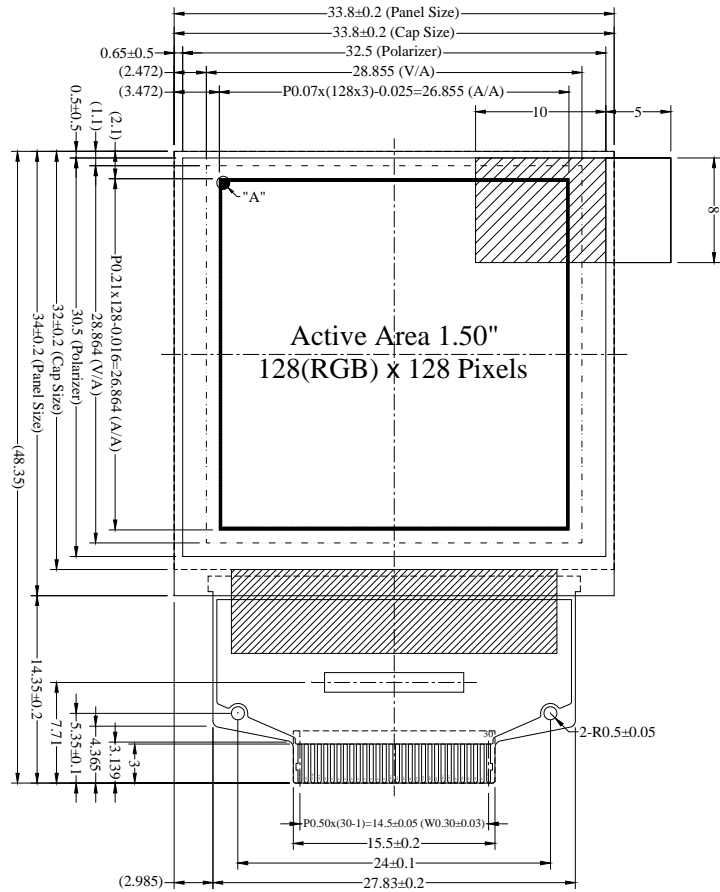 33.8±0.2 (Panel Size)
33.8±0.2 (Cap Size)
0.65±0.5
32.5 (Polarizer)
(2.472)
28.855 (V/A)
(3.472)
P0.07x(128x3)-0.025=26.855 (A/A)
0.5±0.5
(1.1)
(2.1)
10
5
8
"A"
P0.21x128-0.016=26.864 (A/A)
28.864 (V/A)
30.5 (Polarizer)
32±0.2 (Cap Size)
34±0.2 (Panel Size)
(48.35)
Active Area 1.50"
128(RGB) x 128 Pixels
14.35±0.2
7.71
5.35±0.1
4.365
3.139
3
30
2-R0.5±0.05
P0.50x(30-1)=14.5±0.05 (W0.30±0.03)
15.5±0.2
24±0.1
(2.985)
27.83±0.2